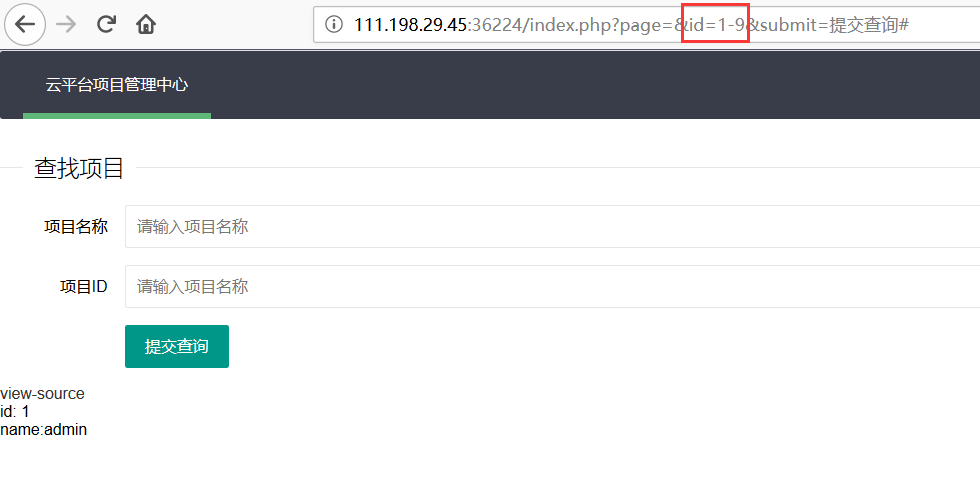 111.198.29.45:36224/index.php?page=&id=1-9&submit=提交查询#
云平台项目管理中心
查找项目
项目名称 请输入项目名称
项目ID 请输入项目名称
提交查询
view-source
id: 1
name:admin